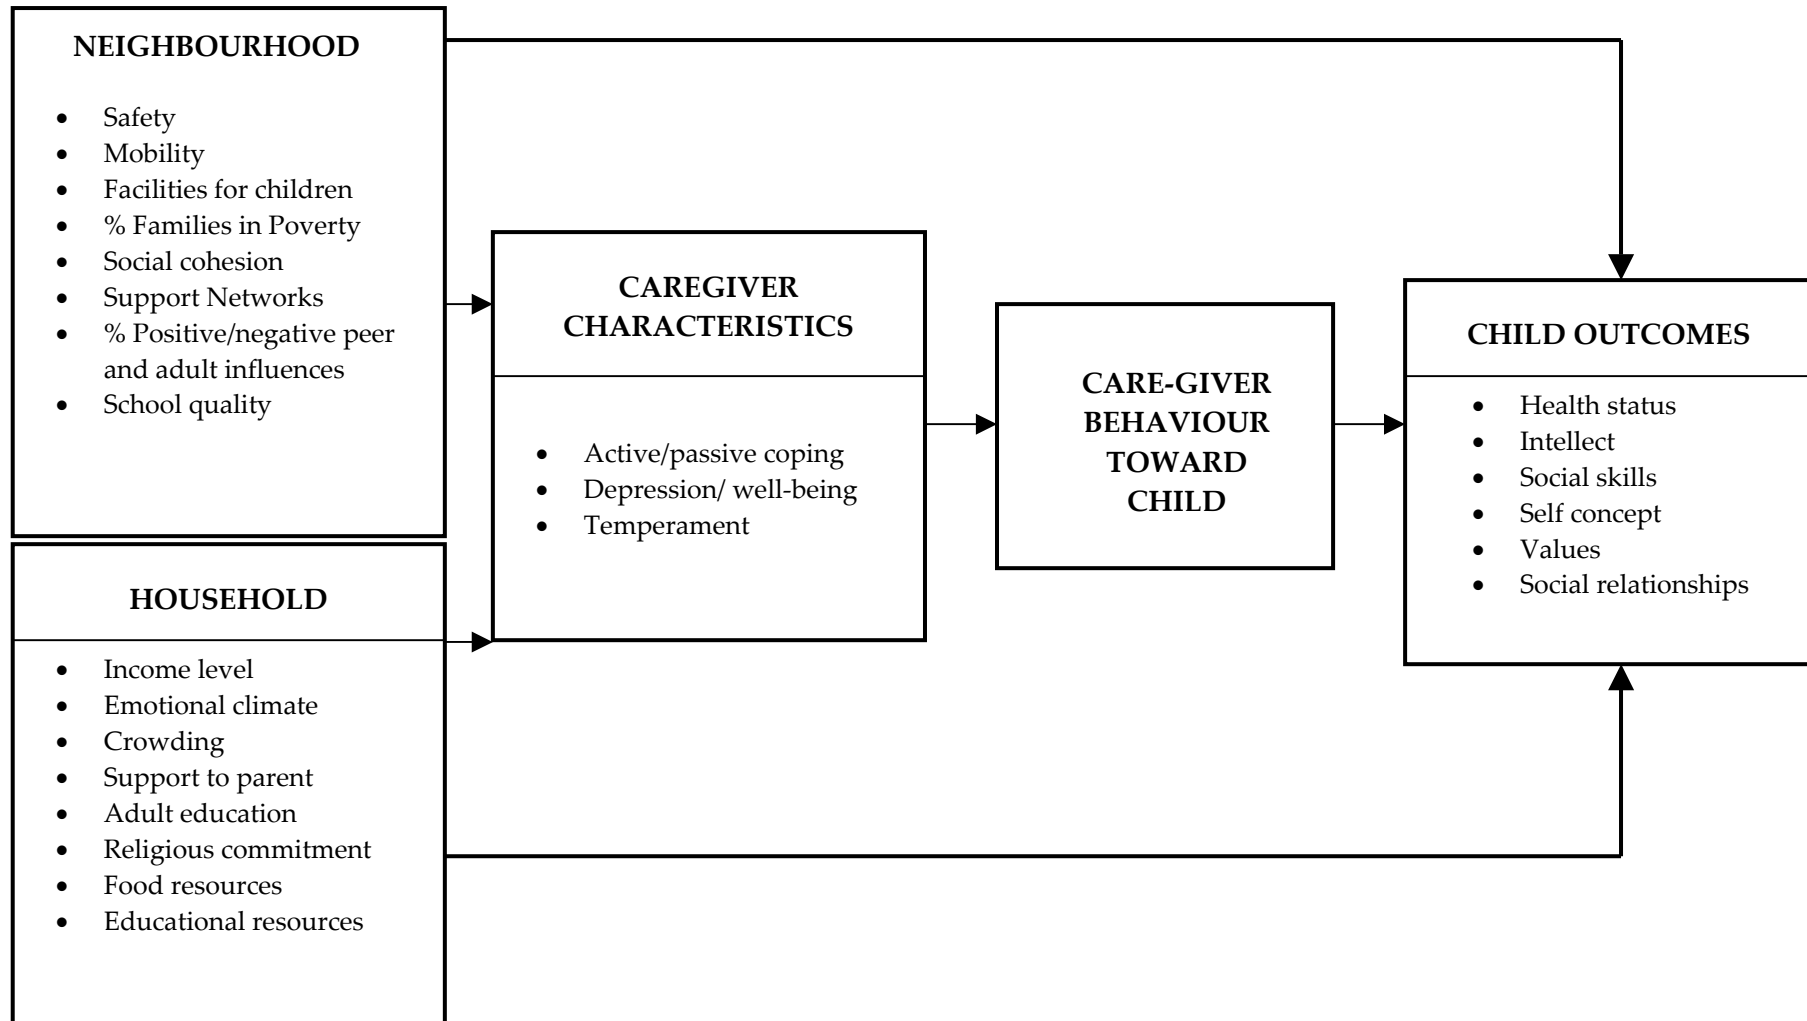 NEIGHBOURHOOD
• Safety
• Mobility
• Facilities for children
• % Families in Poverty
• Social cohesion
• Support Networks
• % Positive/negative peer
and adult influences
• School quality
HOUSEHOLD
• Income level
• Emotional climate
• Crowding
• Support to parent
• Adult education
• Religious commitment
• Food resources
• Educational resources
CAREGIVER
CHARACTERISTICS
• Active/passive coping
• Depression/ well-being
• Temperament
CARE-GIVER
BEHAVIOUR
TOWARD
CHILD
CHILD OUTCOMES
• Health status
• Intellect
• Social skills
• Self concept
• Values
• Social relationships